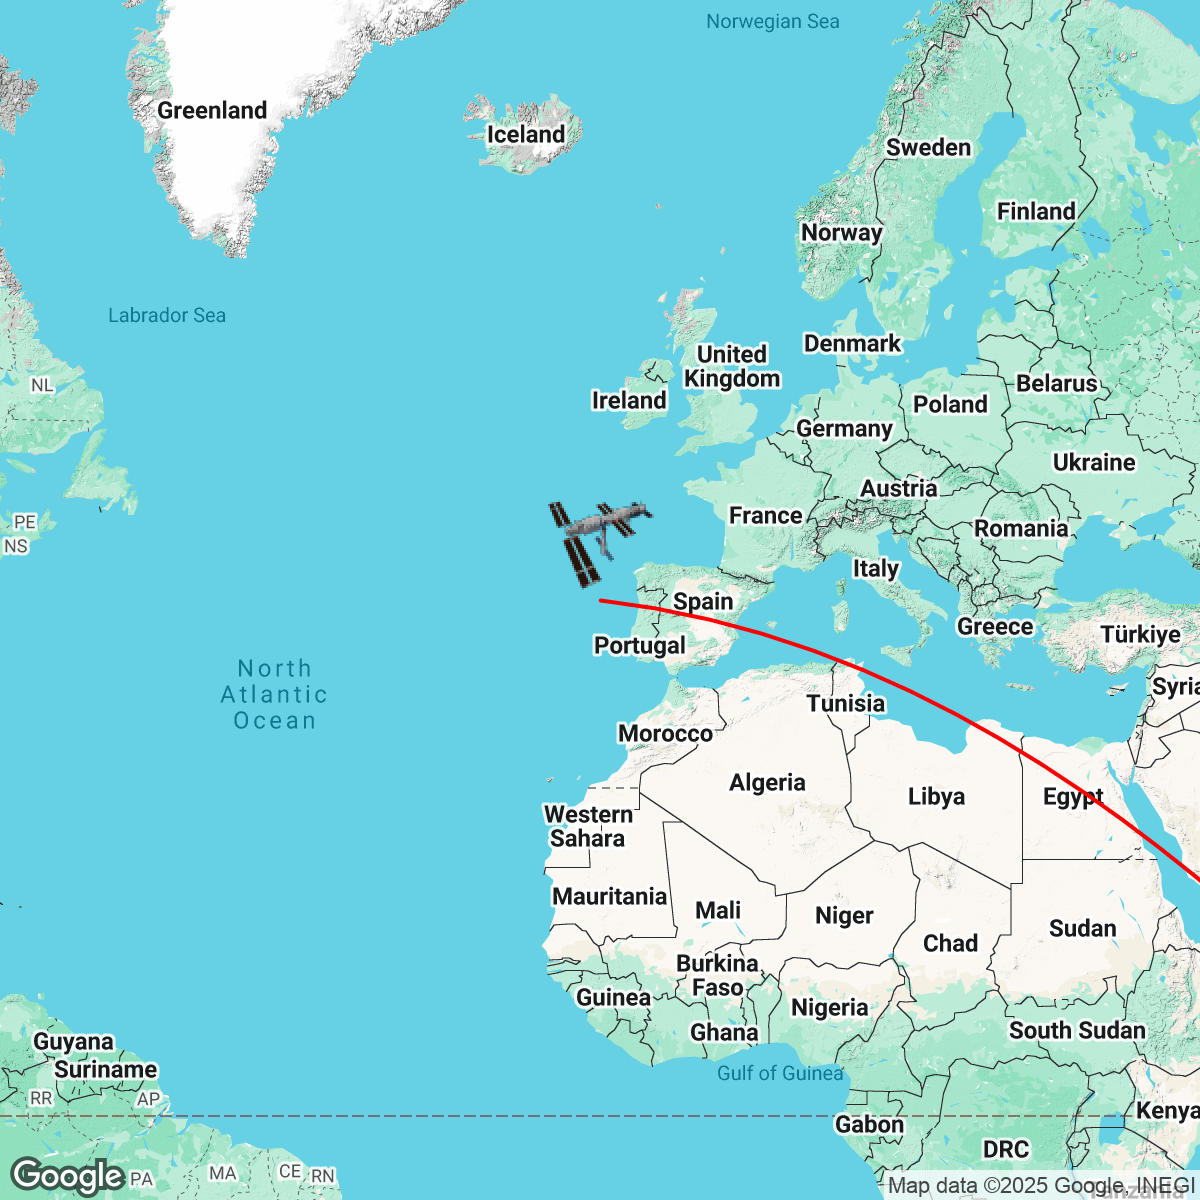 Norwegian Sea
Greenland
Iceland
Sweden
Finland
Norway
Labrador Sea
Denmark
United
Kingdom
NL
Ireland
Belarus
Poland
Germany
Ukraine
Austria
PE
France
NS
Romania
Italy
Spain
Greece
Türkiye
Portugal
North
Atlantic
Ocean
Syria
Tunisia
Morocco
Algeria
Libya
Egypt
Western
Sahara
Mauritania
Mali
Niger
Sudan
Chad
Burkina
Faso
Guinea
Nigeria
Ghana
South Sudan
Guyana
Suriname
Gulf of Guinea
RR
AP
Kenya
Gabon
DRC
Google
PA
MA
CE
RN
Map data ©2025 Google, INEGI